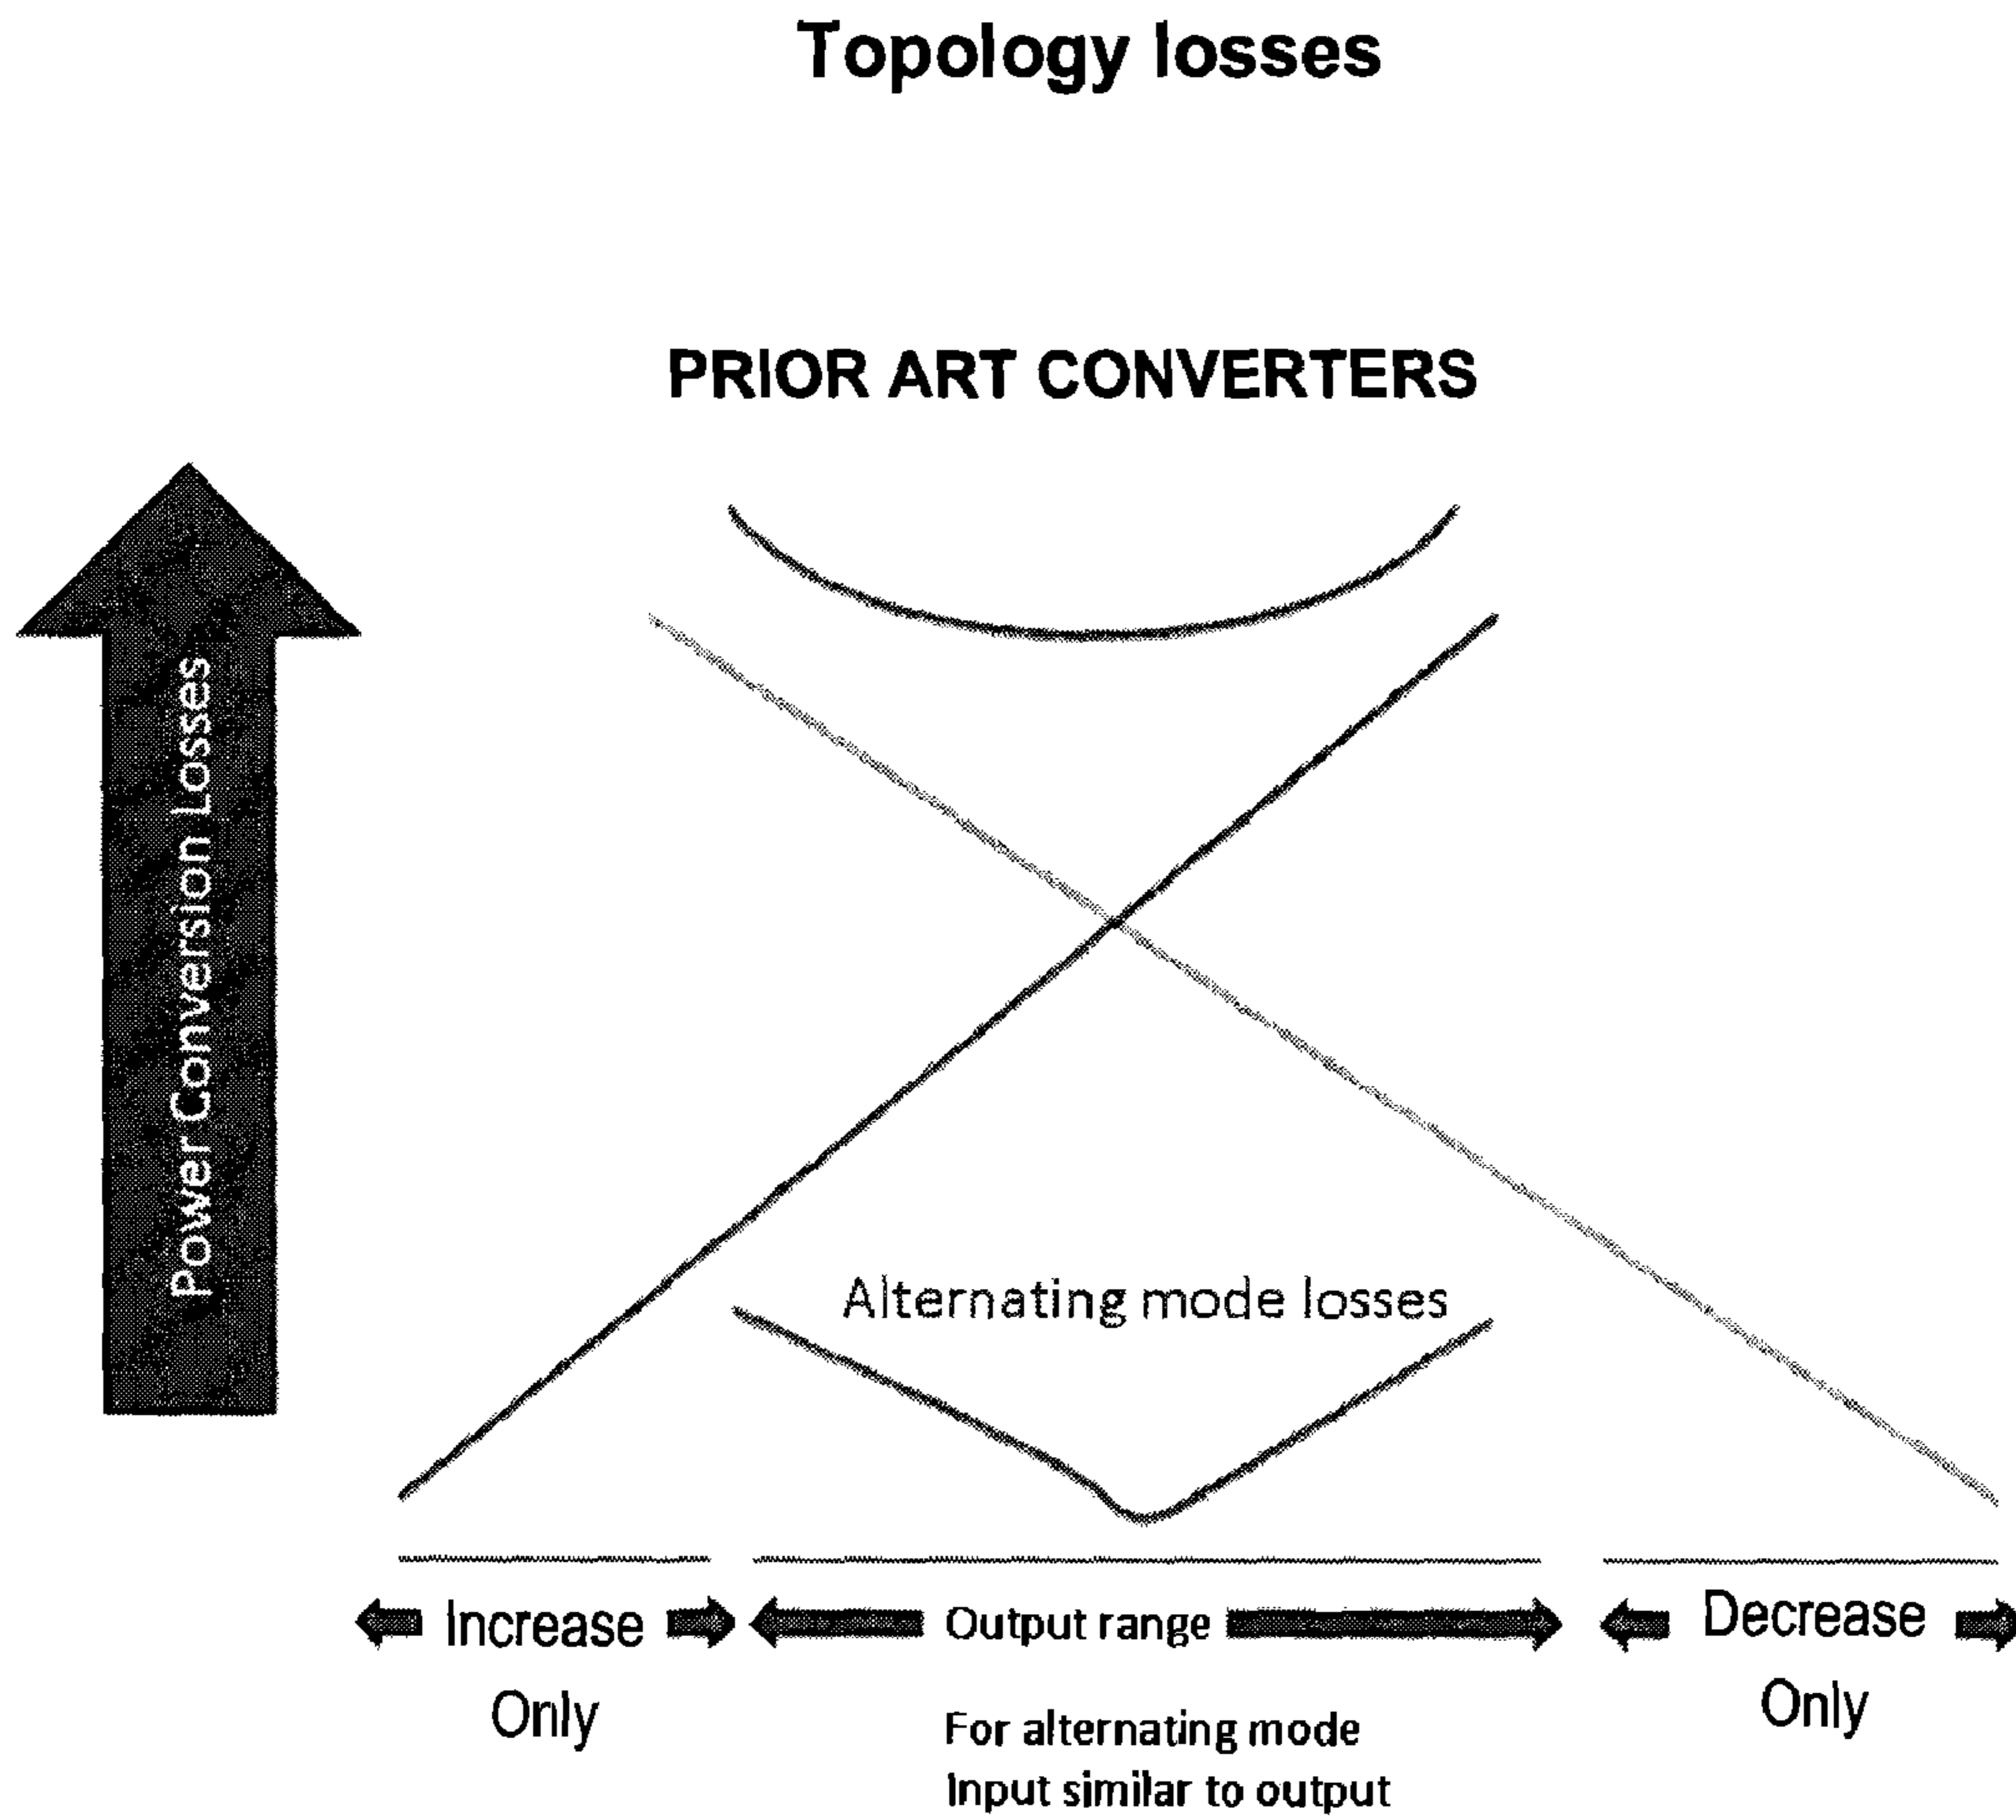 Topology losses
PRIOR ART CONVERTERS
Power Conversion Losses
Alternating mode losses
Increase
Only
Output range
For alternating mode
Input similar to output
Decrease
Only